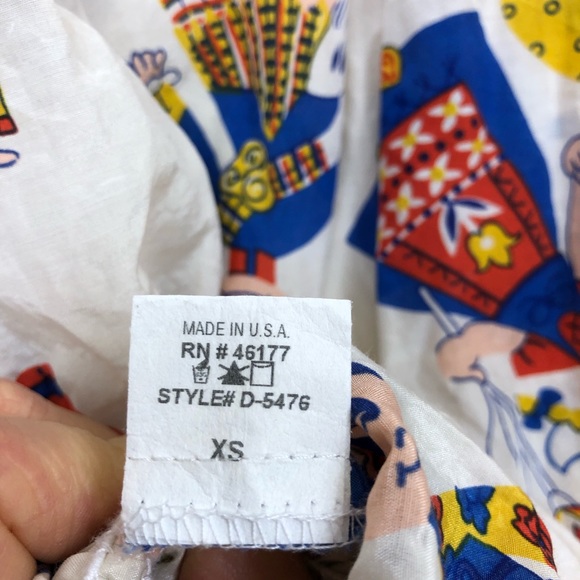 MADE IN U.S.A.
RN # 46177
STYLE# D-5476
XS